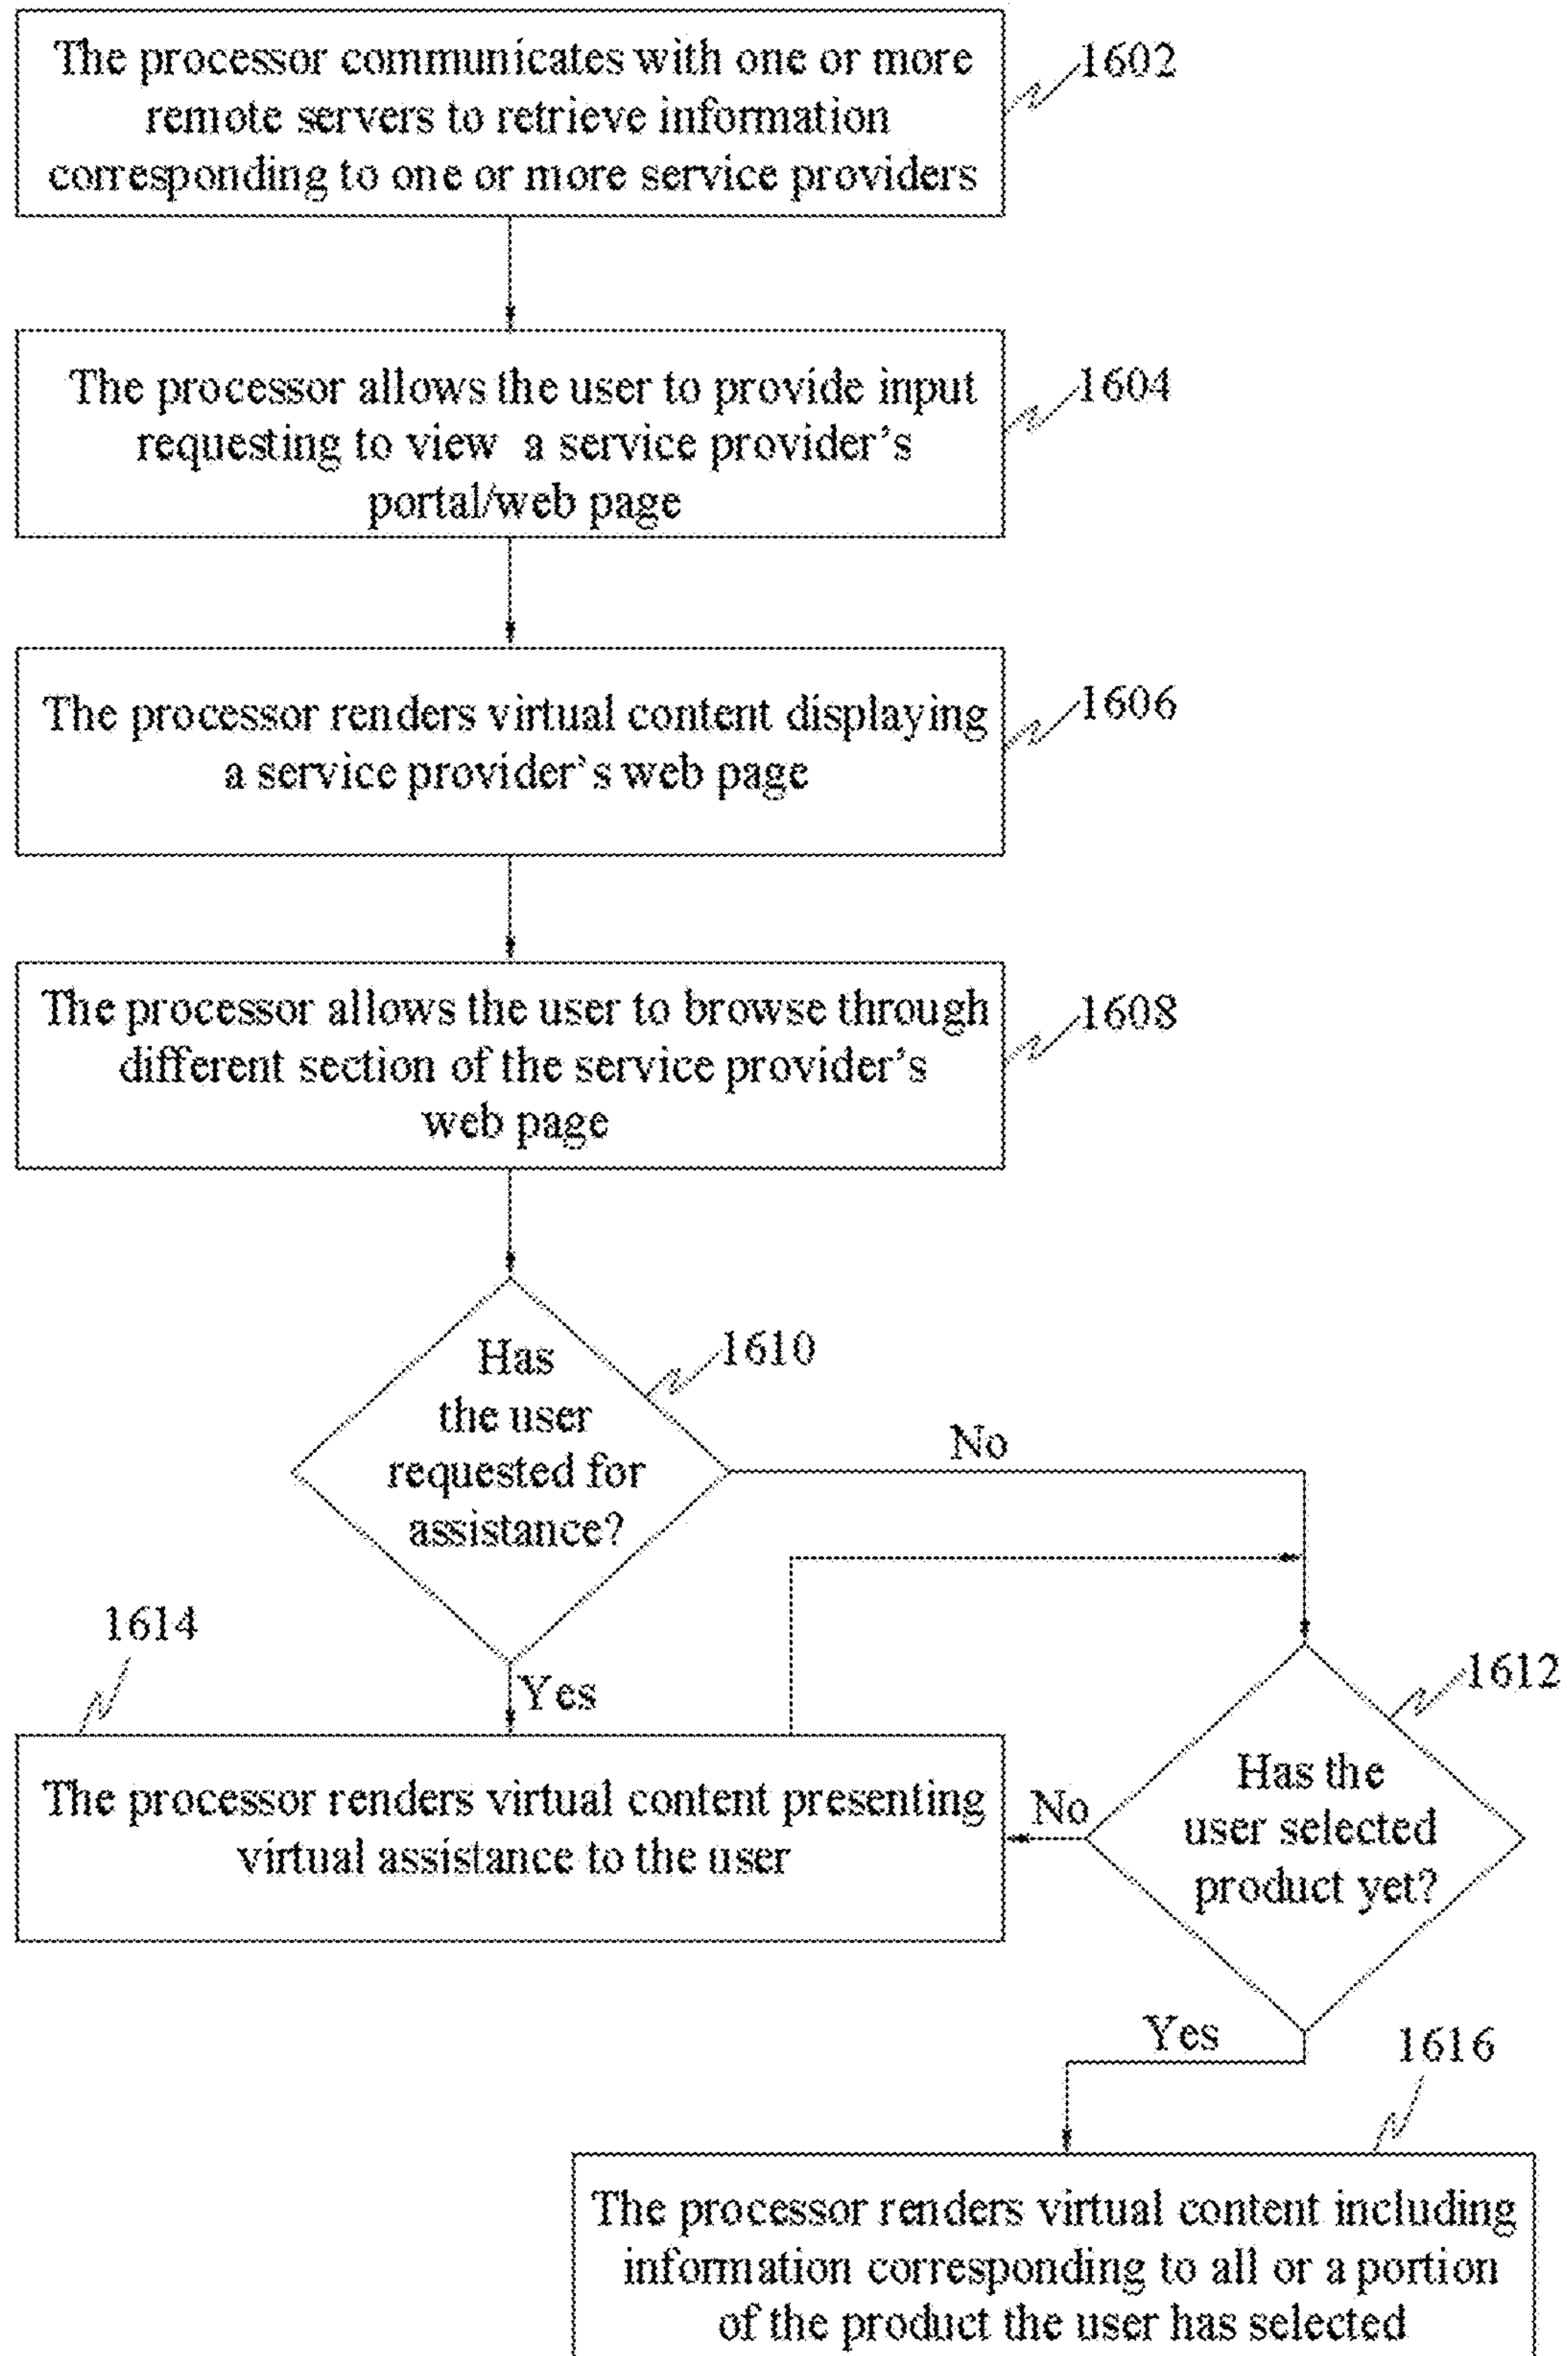 The processor communicates with one or more
remote servers to retrieve information
corresponding to one or more service providers
1602
The processor allows the user to provide input
requesting to view a service provider's
portal/web page
1604
The processor renders virtual content displaying
a service provider's web page
1606
The processor allows the user to browse through
different section of the service provider's
web page
1608
Has
the user
requested for
assistance?
1610
No
Yes
1614
The processor renders virtual content presenting
virtual assistance to the user
No
1612
Has the
user selected
product yet?
Yes
1616
The processor renders virtual content including
information corresponding to all or a portion
of the product the user has selected